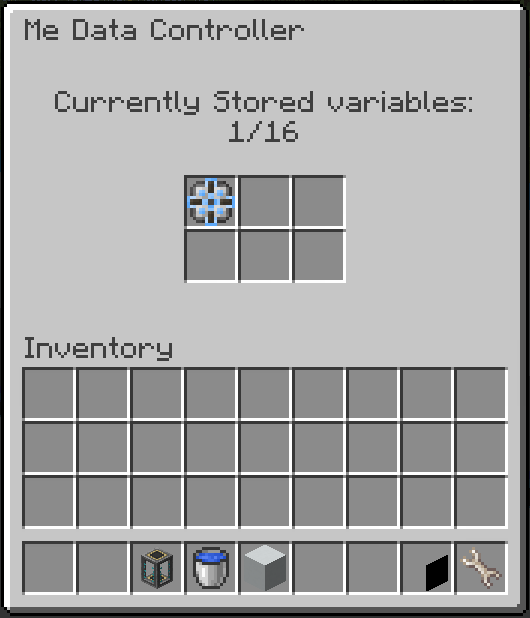 Me Data Controller
Currently Stored variables:
1/16
Inventory